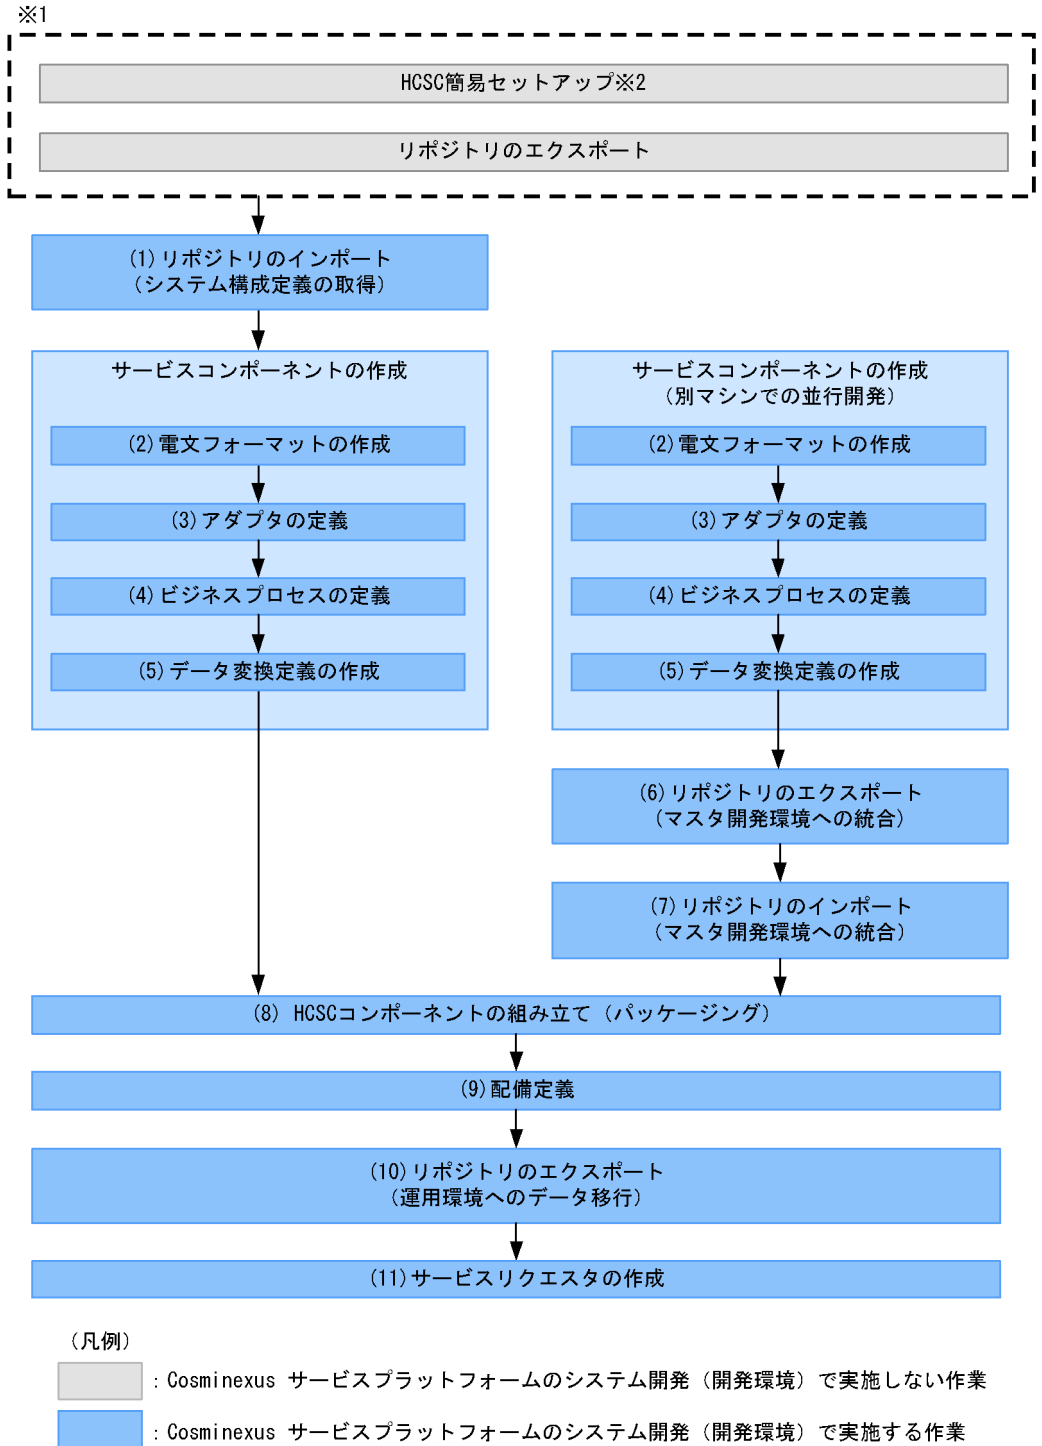 ※1
HCSC簡易セットアップ※2
リポジトリのエクスポート
(1)リポジトリのインポート
（システム構成定義の取得）
サービスコンポーネントの作成
(2)電文フォーマットの作成
(3)アダプタの定義
(4)ビジネスプロセスの定義
(5)データ変換定義の作成
サービスコンポーネントの作成
（別マシンでの並行開発）
(2)電文フォーマットの作成
(3)アダプタの定義
(4)ビジネスプロセスの定義
(5)データ変換定義の作成
(6)リポジトリのエクスポート
（マスタ開発環境への統合）
(7)リポジトリのインポート
（マスタ開発環境への統合）
(8) HCSCコンポーネントの組み立て（パッケージング）
(9)配備定義
(10)リポジトリのエクスポート
（運用環境へのデータ移行）
(11)サービスリクエスタの作成
（凡例）
：Cosminexus サービスプラットフォームのシステム開発（開発環境）で実施しない作業
：Cosminexus サービスプラットフォームのシステム開発（開発環境）で実施する作業